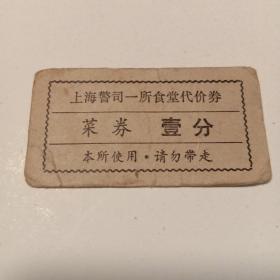 上海警司一所食堂代价券
菜券 壹分
本所使用·请勿带走